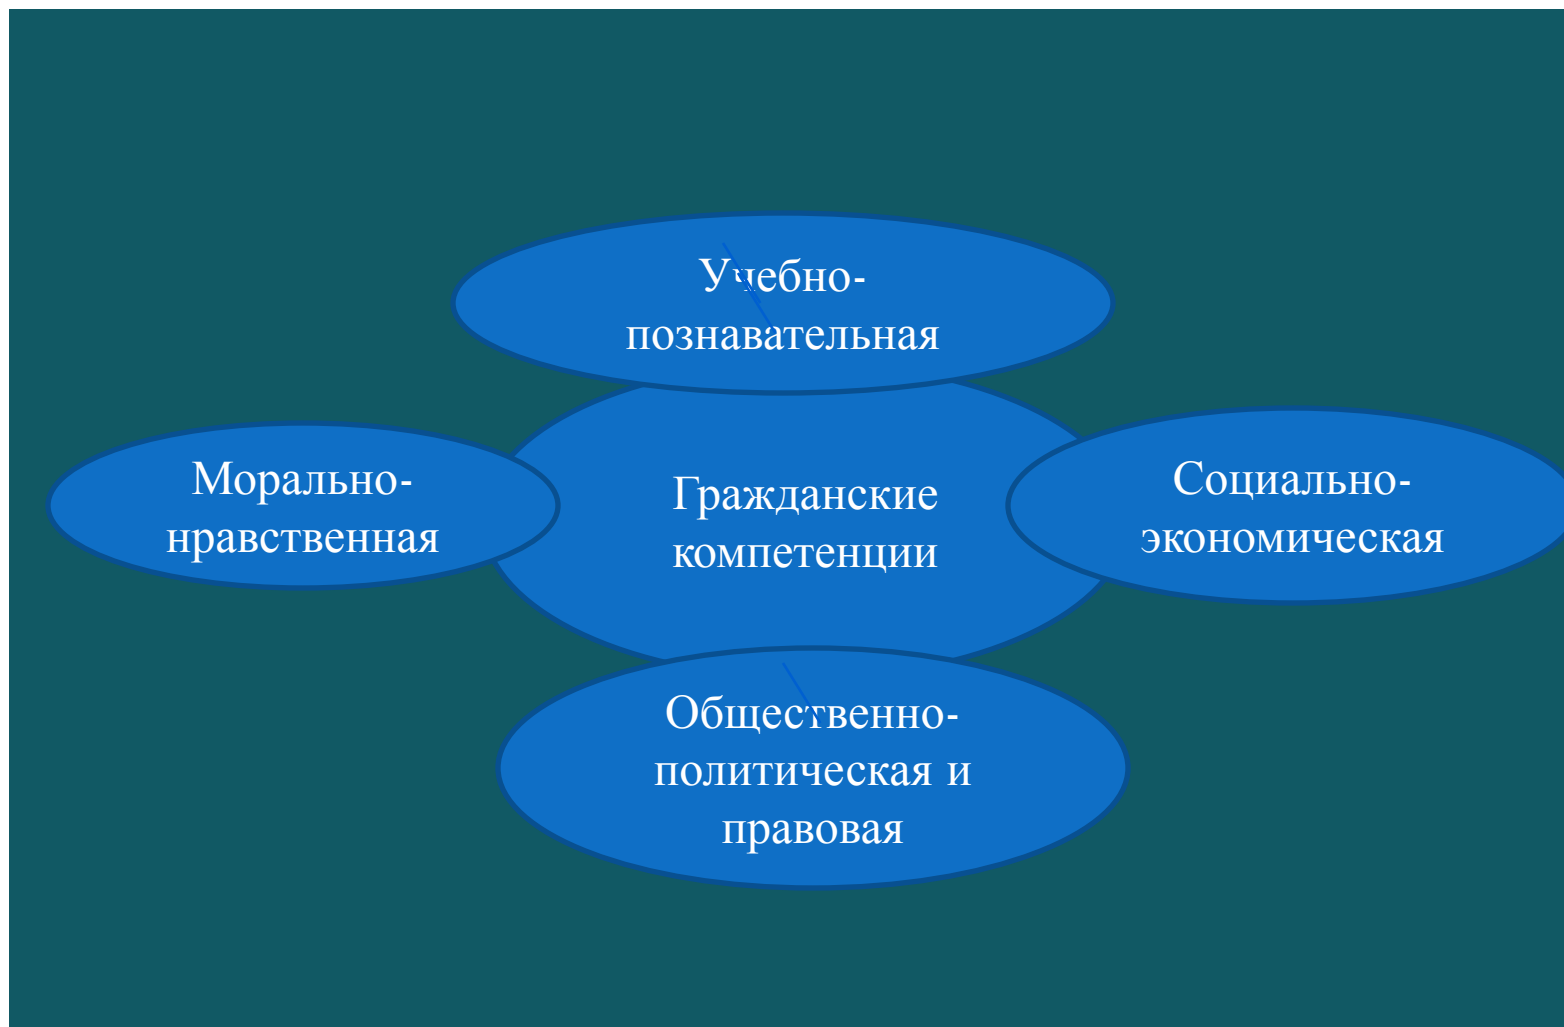 Учебно-
познавательная
Морально-
нравственная
Гражданские
компетенции
Социально-
экономическая
Общественно-
политическая и
правовая